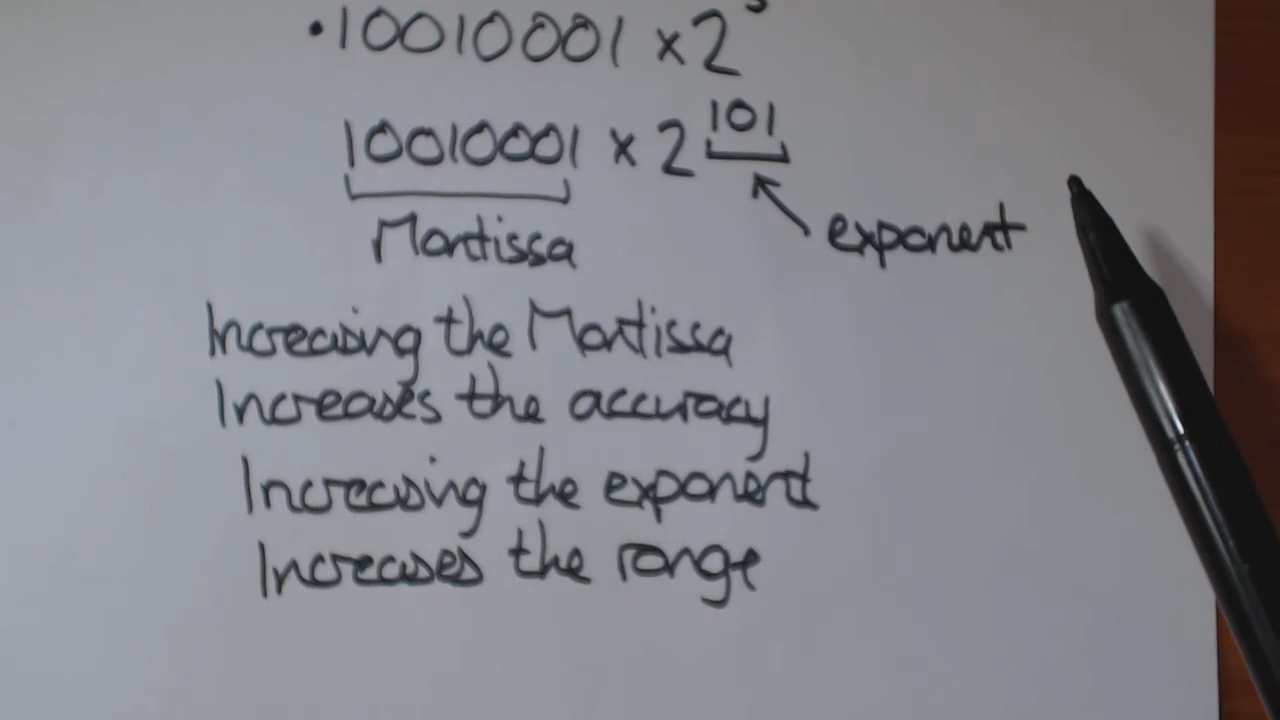 .10010001 x 2
10010001 x 2 101
Mantissa
exponent
Increasing the Mantissa
Increases the accuracy
Increasing the exponent
Increases the range